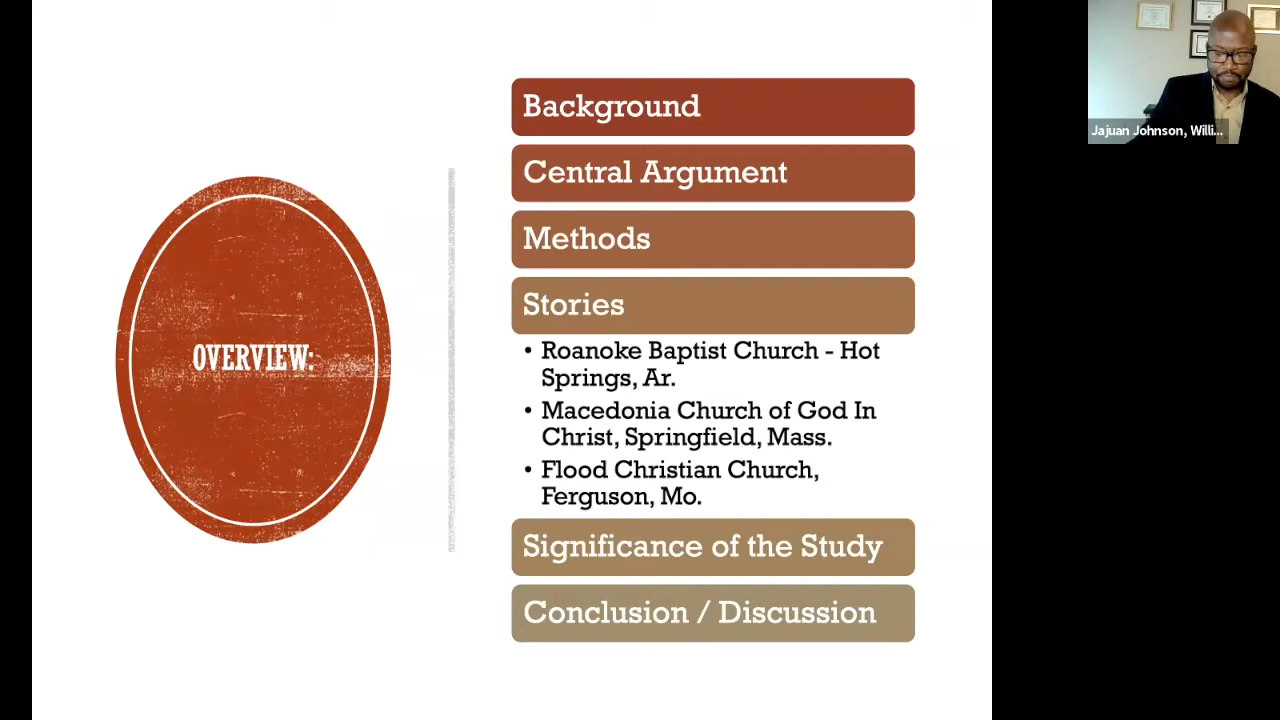 OVERVIEW:
Background
Central Argument
Methods
Stories
• Roanoke Baptist Church - Hot
Springs, Ar.
• Macedonia Church of God In
Christ, Springfield, Mass.
• Flood Christian Church,
Ferguson, Mo.
Significance of the Study
Conclusion / Discussion
Jajuan Johnson, Willi...